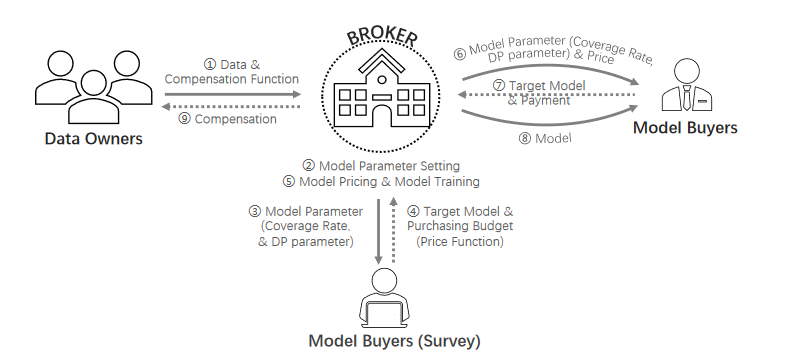 BROKER
① Data &
Compensation Function
⑨ Compensation
Data Owners
⑥ Model Parameter (Coverage Rate,
DP parameter) & Price
⑦ Target Model
& Payment
⑧ Model
Model Buyers
② Model Parameter Setting
⑤ Model Pricing & Model Training
③ Model Parameter
(Coverage Rate,
& DP parameter)
④ Target Model &
Purchasing Budget
(Price Function)
Model Buyers (Survey)